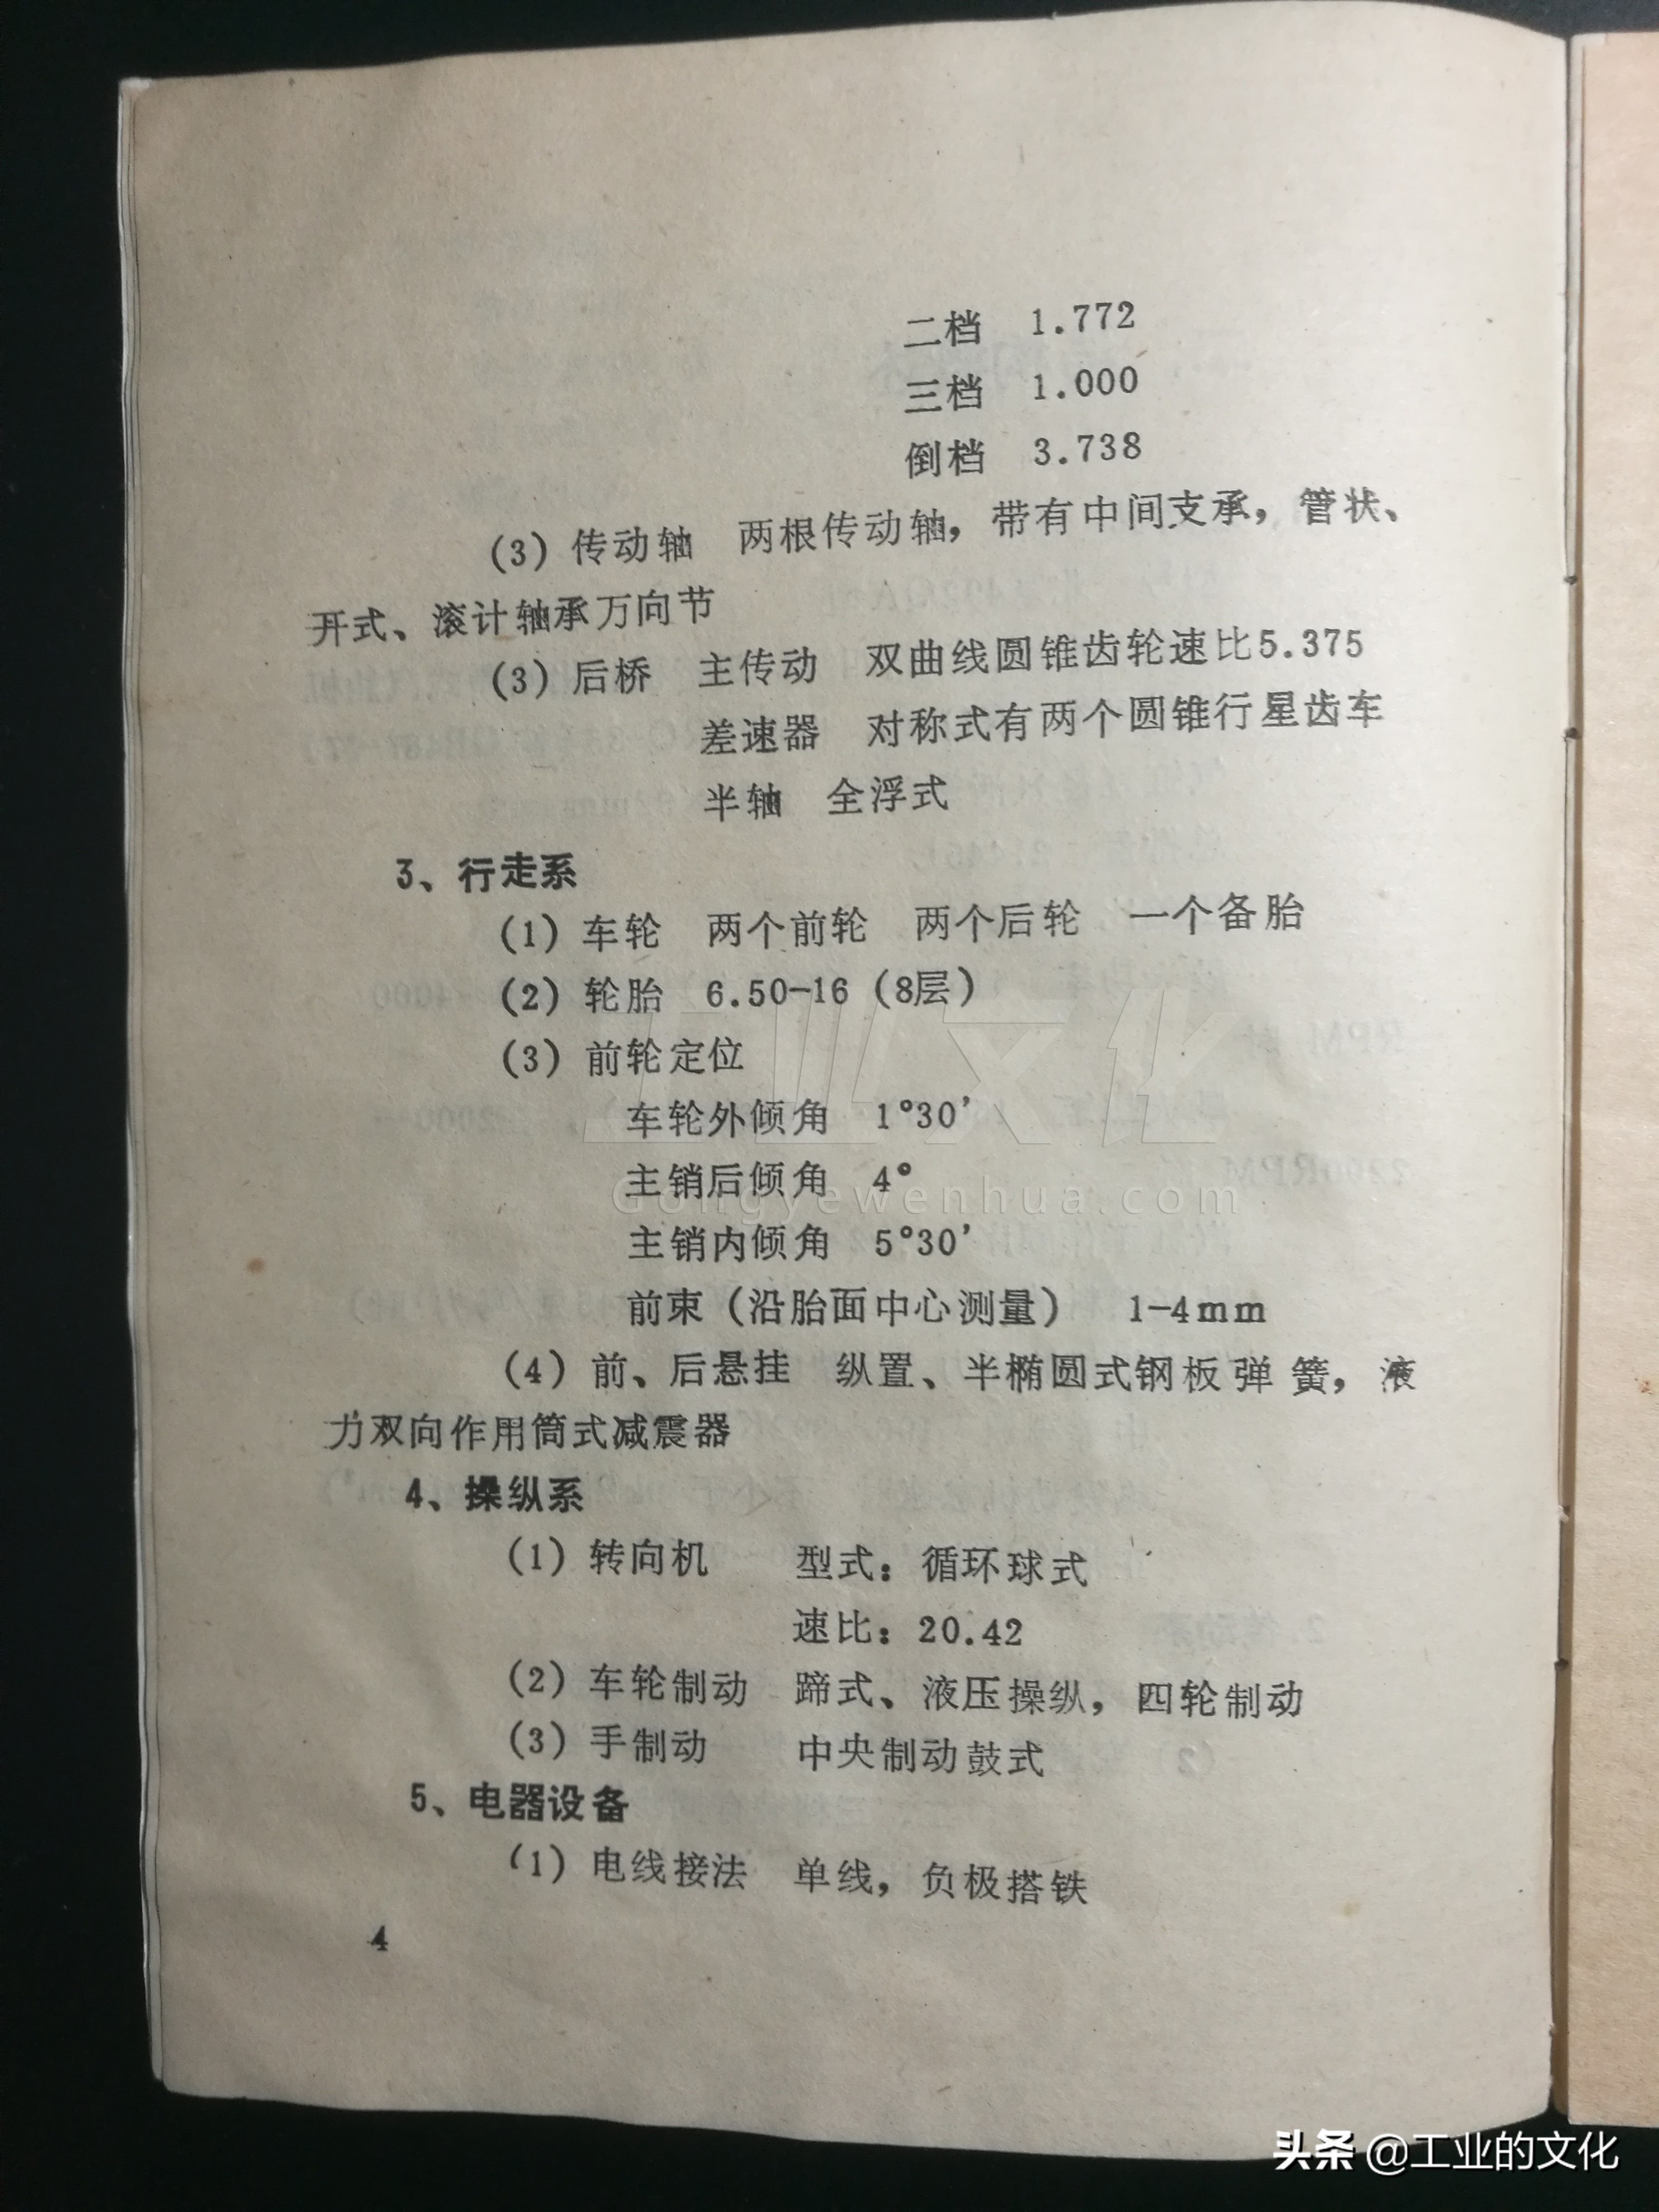 二档 1.772
三档 1.000
倒档 3.738
(3) 传动轴 两根传动轴，带有中间支承，管状、
开式、滚计轴承万向节
(3) 后桥 主传动 双曲线圆锥齿轮速比5.375
差速器 对称式有两个圆锥行星齿车
半轴 全浮式
3、行走系
(1) 车轮 两个前轮 两个后轮 一个备胎
(2) 轮胎 6.50-16 (8层)
(3) 前轮定位
车轮外倾角 1°30′
主销后倾角 4°
主销内倾角 5°30′
前束 (沿胎面中心测量) 1-4mm
(4) 前、后悬挂 纵置、半椭圆式钢板弹簧，液
力双向作用筒式减震器
4、操纵系
(1) 转向机 型式：循环球式
速比：20.42
(2) 车轮制动 蹄式、液压操纵，四轮制动
(3) 手制动 中央制动鼓式
5、电器设备
(1) 电线接法 单线，负极搭铁
4
工业文化
Gongyewenhua.com
头条 @工业的文化